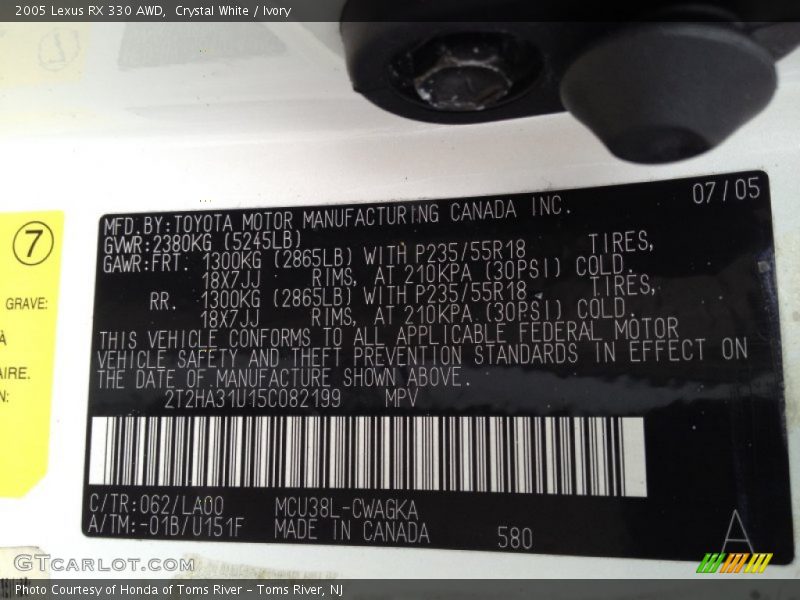 2005 Lexus RX 330 AWD, Crystal White / Ivory
07/05
MFD.BY:TOYOTA MOTOR MANUFACTURING CANADA INC.
GVWR:2380KG (5245LB)
GAWR:FRT. 1300KG (2865LB) WITH P235/55R18 TIRES,
18X7JJ RIMS, AT 210KPA (30PSI) COLD.
RR. 1300KG (2865LB) WITH P235/55R18 TIRES,
18X7JJ RIMS, AT 210KPA (30PSI) COLD.
THIS VEHICLE CONFORMS TO ALL APPLICABLE FEDERAL MOTOR
VEHICLE SAFETY AND THEFT PREVENTION STANDARDS IN EFFECT ON
THE DATE OF MANUFACTURE SHOWN ABOVE.
2T2HA31U15C082199 MPV
C/TR:062/LA00 MCU38L-CWAGKA
A/TM:-01B/U151F MADE IN CANADA 580
A
7
GRAVE:
À
AIRE.
N:
GTCARLOT.COM
Photo Courtesy of Honda of Toms River – Toms River, NJ